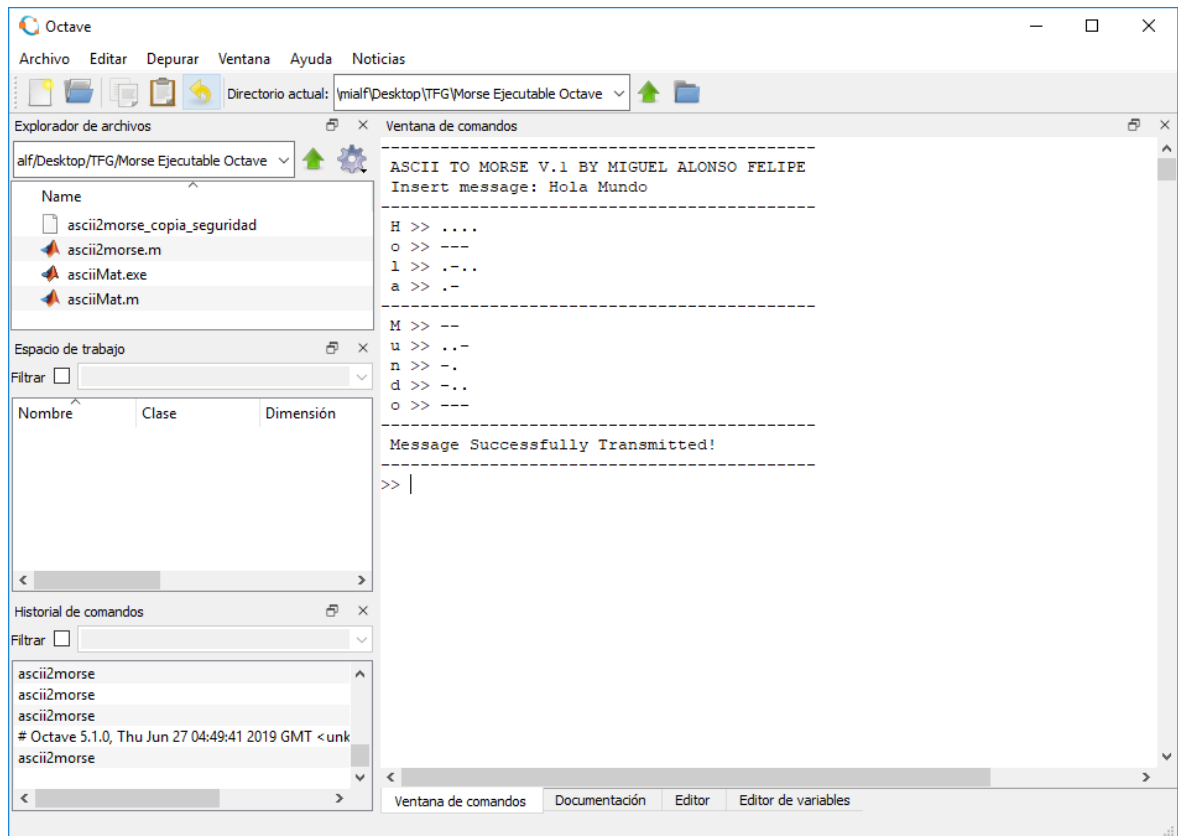 Octave
Archivo Editar Depurar Ventana Ayuda Noticias
Directorio actual: \mialf\Desktop\TFG\Morse Ejecutable Octave
Explorador de archivos
alf/Desktop/TFG/Morse Ejecutable Octave
Name
ascii2morse_copia_seguridad
ascii2morse.m
asciiMat.exe
asciiMat.m
Espacio de trabajo
Filtrar
Nombre Clase Dimensión
Historial de comandos
Filtrar
ascii2morse
ascii2morse
ascii2morse
# Octave 5.1.0, Thu Jun 27 04:49:41 2019 GMT <unk
ascii2morse
Ventana de comandos
--------------------------------------------
ASCII TO MORSE V.1 BY MIGUEL ALONSO FELIPE
Insert message: Hola Mundo
--------------------------------------------
H >> ....
o >> ---
l >> .-..
a >> .-
--------------------------------------------
M >> --
u >> ..-
n >> -.
d >> -..
o >> ---
--------------------------------------------
Message Successfully Transmitted!
--------------------------------------------
>>
Ventana de comandos Documentación Editor Editor de variables